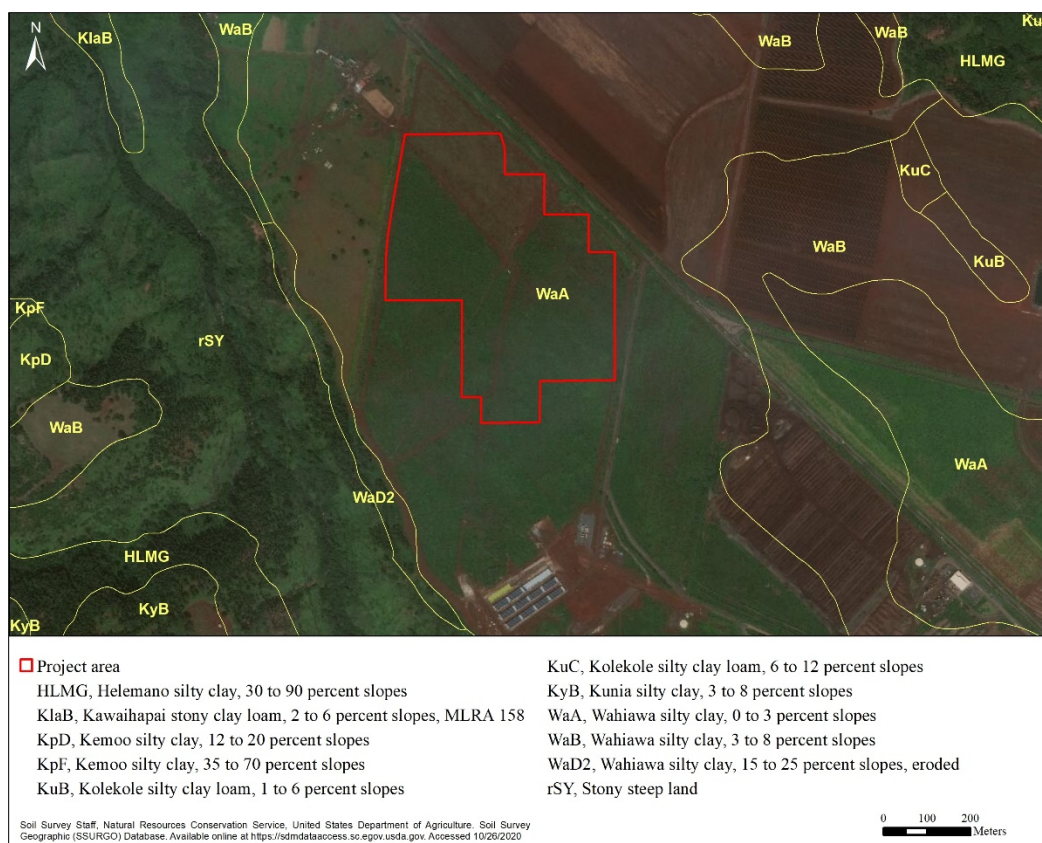 N
KlaB
WaB
WaB
WaB
Ku
HLMG
KuC
WaB
KuB
WaA
KpF
rSY
KpD
WaB
WaA
WaD2
HLMG
KyB
KyB
Project area
HLMG, Helemano silty clay, 30 to 90 percent slopes
KlaB, Kawaihapai stony clay loam, 2 to 6 percent slopes, MLRA 158
KpD, Kemoo silty clay, 12 to 20 percent slopes
KpF, Kemoo silty clay, 35 to 70 percent slopes
KuB, Kolekole silty clay loam, 1 to 6 percent slopes
KuC, Kolekole silty clay loam, 6 to 12 percent slopes
KyB, Kunia silty clay, 3 to 8 percent slopes
WaA, Wahiawa silty clay, 0 to 3 percent slopes
WaB, Wahiawa silty clay, 3 to 8 percent slopes
WaD2, Wahiawa silty clay, 15 to 25 percent slopes, eroded
rSY, Stony steep land
Soil Survey Staff, Natural Resources Conservation Service, United States Department of Agriculture. Soil Survey
Geographic (SSURGO) Database. Available online at https://sdmdataaccess.sc.egov.usda.gov. Accessed 10/26/2020
0 100 200
Meters